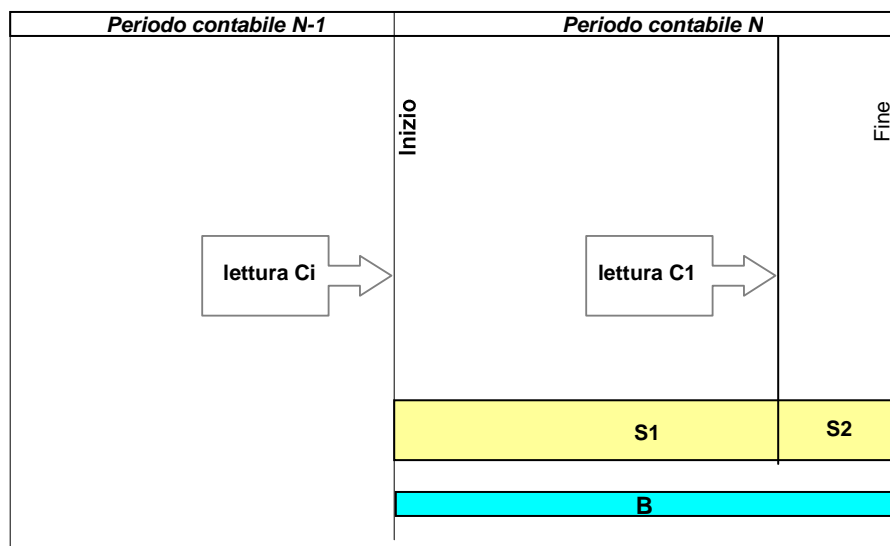 Periodo contabile N-1
Periodo contabile N
Inizio
Fine
lettura Ci
lettura C1
S1
S2
B